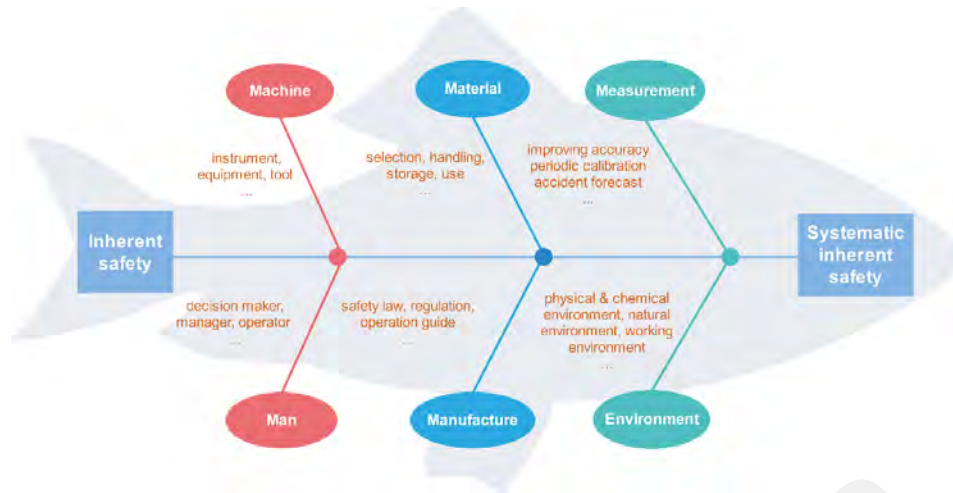 Machine
Material
Measurement
instrument,
equipment, tool
...
selection, handling,
storage, use
...
improving accuracy
periodic calibration
accident forecast
...
Inherent
safety
Systematic
inherent
safety
decision maker,
manager, operator
...
safety law, regulation,
operation guide
...
physical & chemical
environment, natural
environment, working
environment
...
Man
Manufacture
Environment